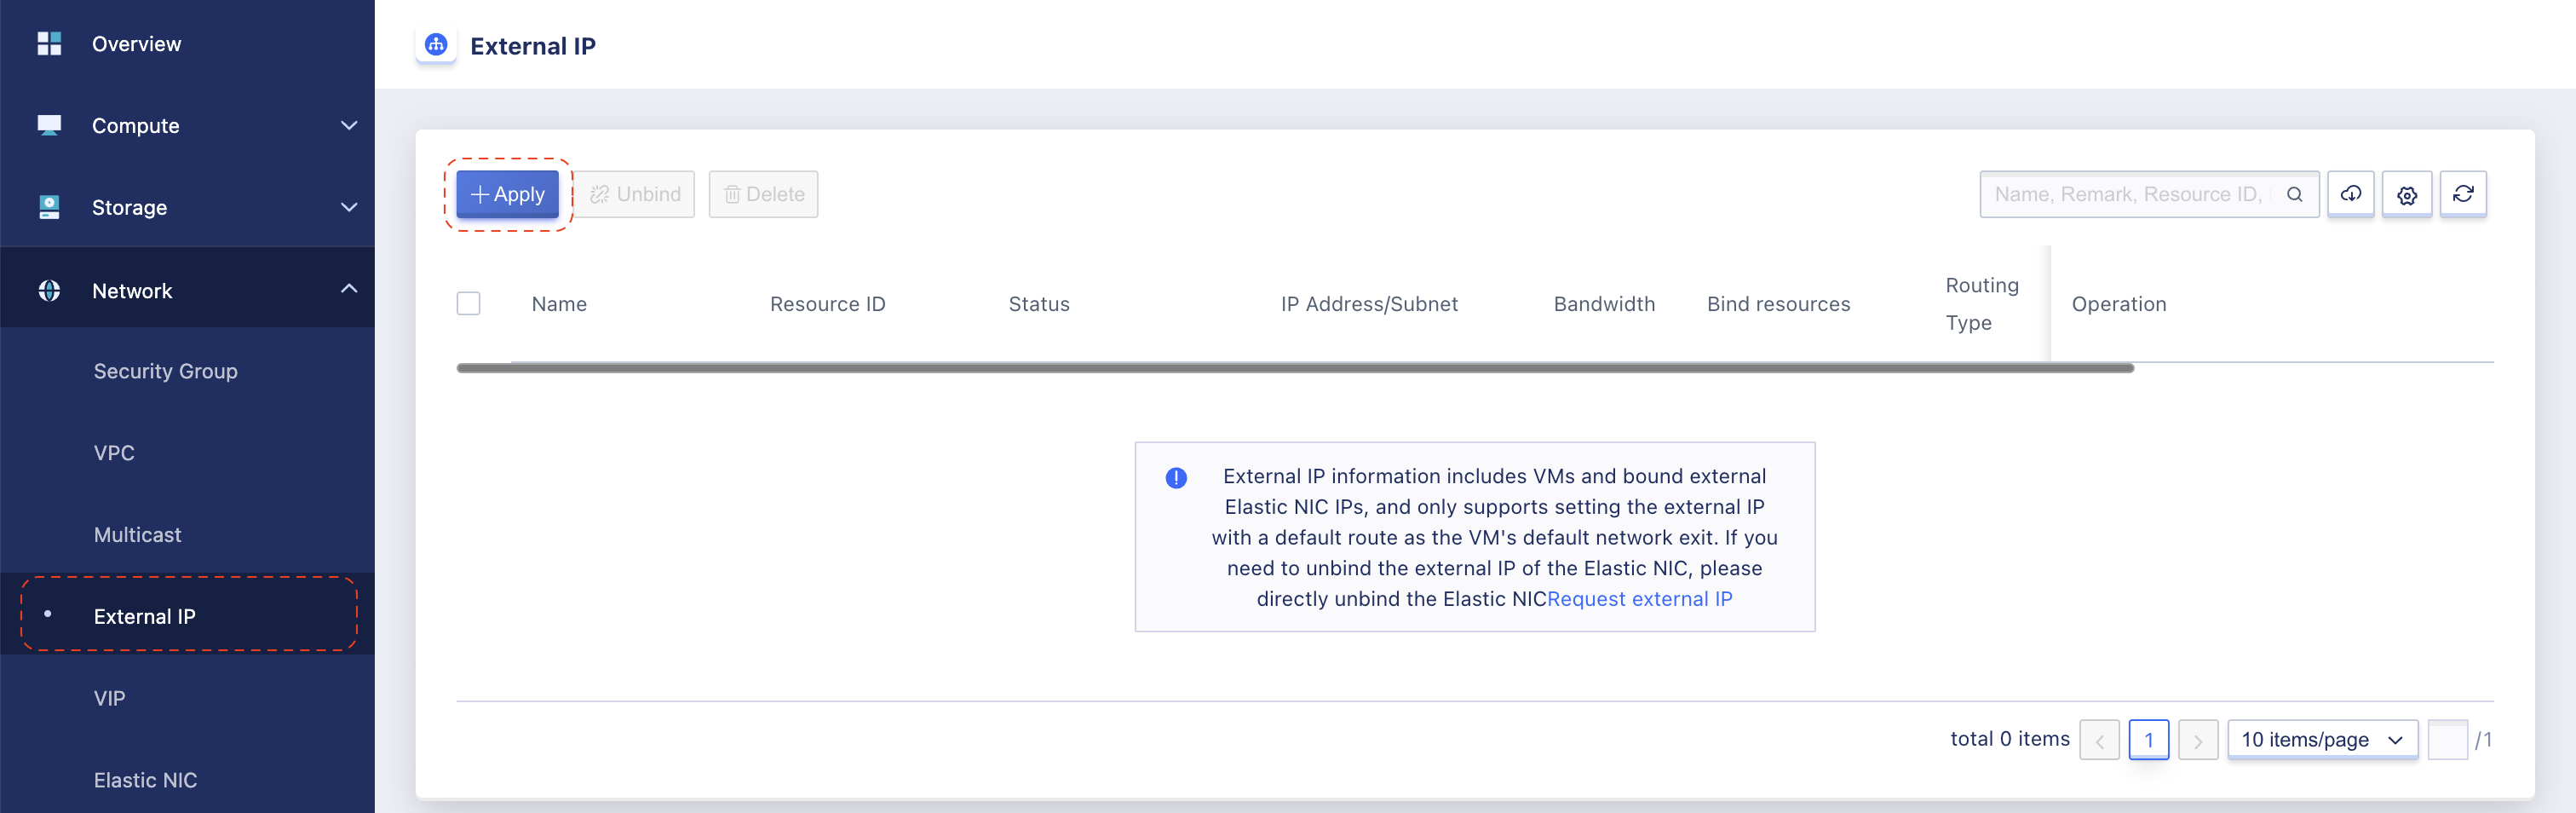 Overview
Compute
Storage
Network
Security Group
VPC
Multicast
External IP
VIP
Elastic NIC
External IP
Apply
Unbind
Delete
Name, Remark, Resource ID,
Name
Resource ID
Status
IP Address/Subnet
Bandwidth
Bind resources
Routing
Type
Operation
External IP information includes VMs and bound external
Elastic NIC IPs, and only supports setting the external IP
with a default route as the VM's default network exit. If you
need to unbind the external IP of the Elastic NIC, please
directly unbind the Elastic NICRequest external IP
total 0 items
1
10 items/page
/1